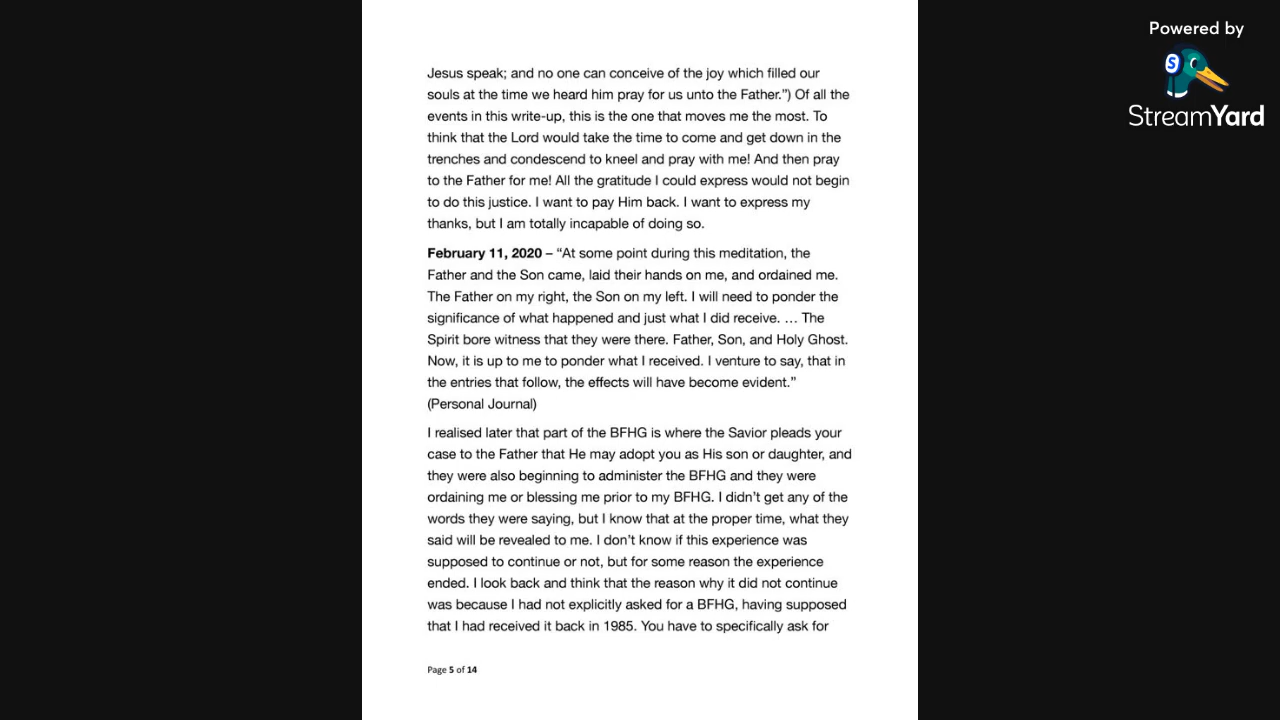 Jesus speak; and no one can conceive of the joy which filled our
souls at the time we heard him pray for us unto the Father.”) Of all the
events in this write-up, this is the one that moves me the most. To
think that the Lord would take the time to come and get down in the
trenches and condescend to kneel and pray with me! And then pray
to the Father for me! All the gratitude I could express would not begin
to do this justice. I want to pay Him back. I want to express my
thanks, but I am totally incapable of doing so.
February 11, 2020 – “At some point during this meditation, the
Father and the Son came, laid their hands on me, and ordained me.
The Father on my right, the Son on my left. I will need to ponder the
significance of what happened and just what I did receive. … The
Spirit bore witness that they were there. Father, Son, and Holy Ghost.
Now, it is up to me to ponder what I received. I venture to say, that in
the entries that follow, the effects will have become evident.”
(Personal Journal)
I realised later that part of the BFHG is where the Savior pleads your
case to the Father that He may adopt you as His son or daughter, and
they were also beginning to administer the BFHG and they were
ordaining me or blessing me prior to my BFHG. I didn’t get any of the
words they were saying, but I know that at the proper time, what they
said will be revealed to me. I don’t know if this experience was
supposed to continue or not, but for some reason the experience
ended. I look back and think that the reason why it did not continue
was because I had not explicitly asked for a BFHG, having supposed
that I had received it back in 1985. You have to specifically ask for
Page 5 of 14
Powered by
S
StreamYard